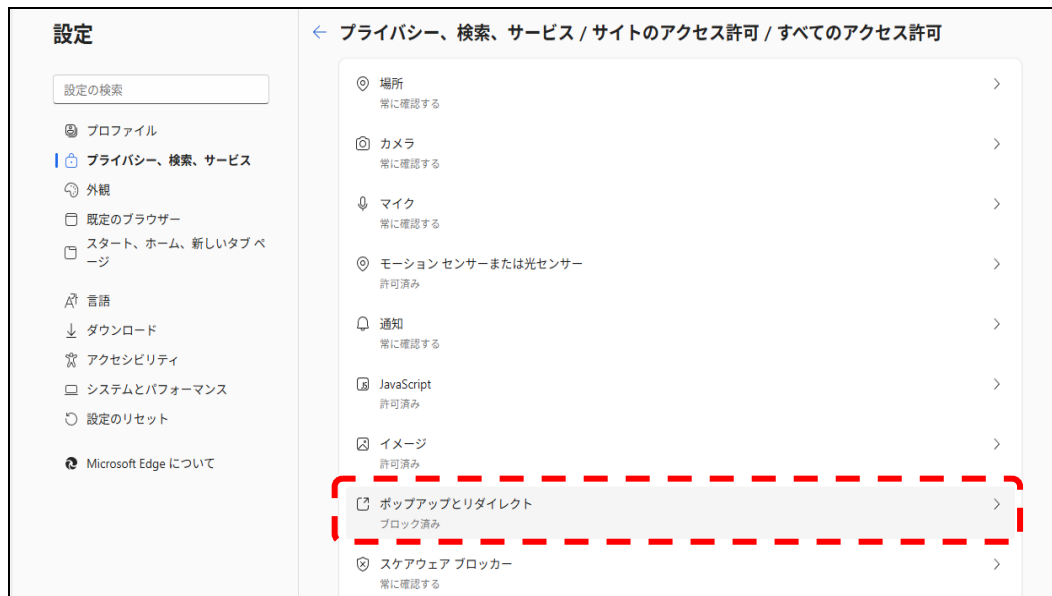 設定
設定の検索
プロファイル
プライバシー、検索、サービス
外観
既定のブラウザー
スタート、ホーム、新しいタブ ペ
ージ
言語
ダウンロード
アクセシビリティ
システムとパフォーマンス
設定のリセット
Microsoft Edge について
プライバシー、検索、サービス / サイトのアクセス許可 / すべてのアクセス許可
場所
常に確認する
カメラ
常に確認する
マイク
常に確認する
モーション センサーまたは光センサー
許可済み
通知
常に確認する
JavaScript
許可済み
イメージ
許可済み
ポップアップとリダイレクト
ブロック済み
スケアウェア ブロッカー
常に確認する